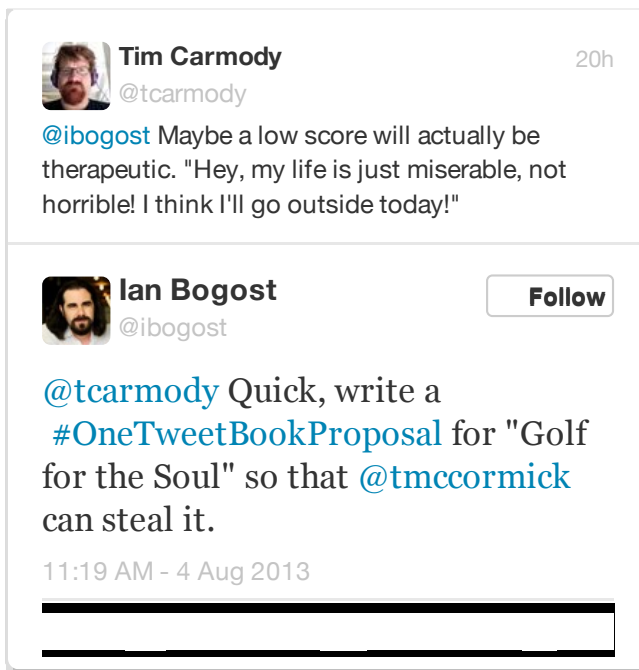 Tim Carmody
20h
@tcarmody
@ibogost Maybe a low score will actually be
therapeutic. "Hey, my life is just miserable, not
horrible! I think I'll go outside today!"
Ian Bogost
Follow
@ibogost
@tcarmody Quick, write a
#OneTweetBookProposal for "Golf
for the Soul" so that @tmccormick
can steal it.
11:19 AM - 4 Aug 2013